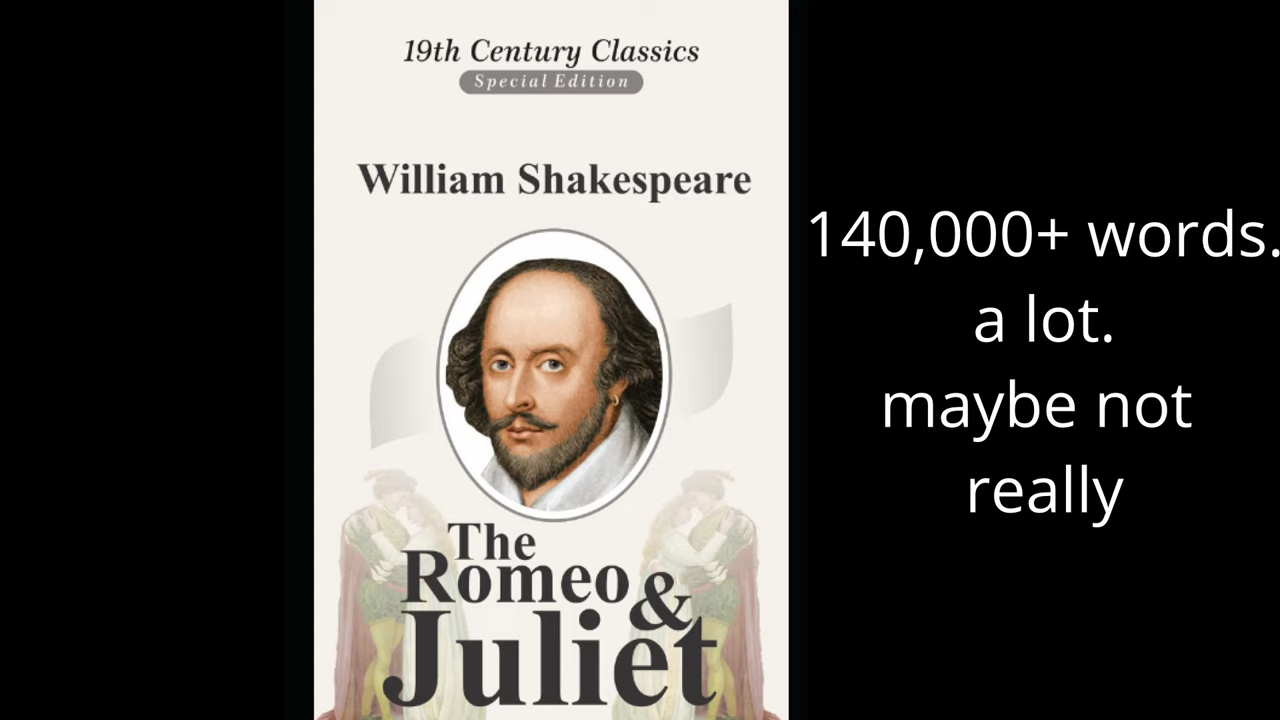 19th Century Classics
Special Edition
William Shakespeare
The
Romeo &
Juliet
140,000+ words.
a lot.
maybe not
really